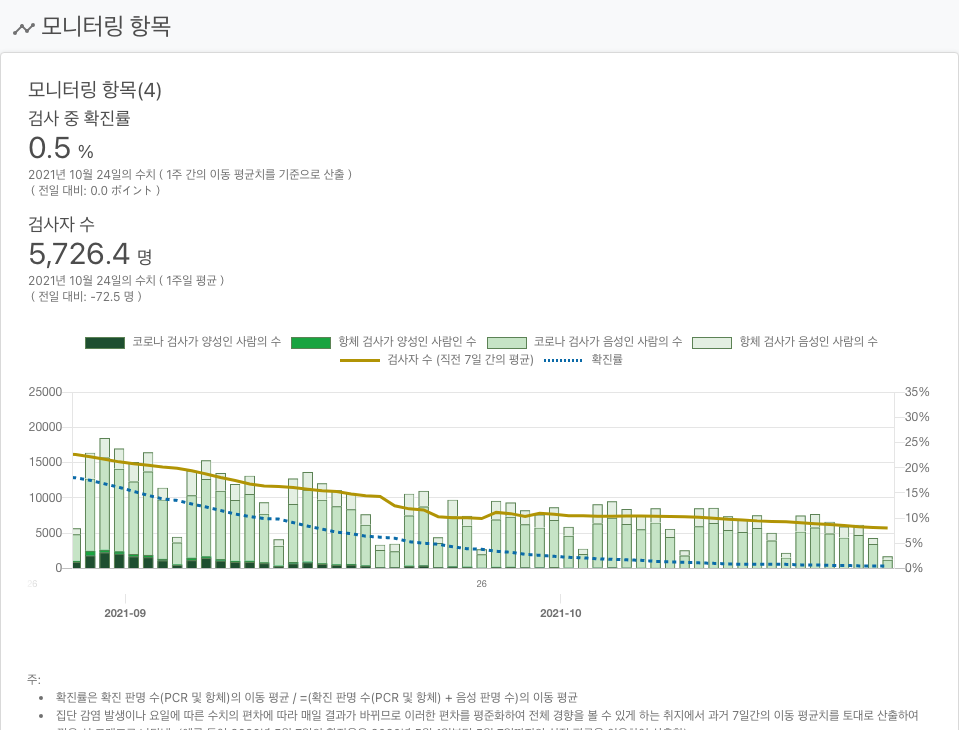 모니터링 항목
모니터링 항목(4)
검사 중 확진률
0.5 %
2021년 10월 24일의 수치 ( 1주 간의 이동 평균치를 기준으로 산출 )
( 전일 대비: 0.0 ポイント )
검사자 수
5,726.4 명
2021년 10월 24일의 수치 ( 1주일 평균 )
( 전일 대비: -72.5 명 )
코로나 검사가 양성인 사람의 수 항체 검사가 양성인 사람인 수 코로나 검사가 음성인 사람의 수 항체 검사가 음성인 사람의 수
검사자 수 (직전 7일 간의 평균) 확진률
25000 35%
30%
20000
25%
15000 20%
15%
10000
10%
5000
5%
0 0%
26 26
2021-09 2021-10
주:
• 확진률은 확진 판명 수(PCR 및 항체)의 이동 평균 / =(확진 판명 수(PCR 및 항체) + 음성 판명 수)의 이동 평균
• 집단 감염 발생이나 요일에 따른 수치의 편차에 따라 매일 결과가 바뀌므로 이러한 편차를 평준화하여 전체 경향을 볼 수 있게 하는 취지에서 과거 7일간의 이동 평균치를 토대로 산출하여